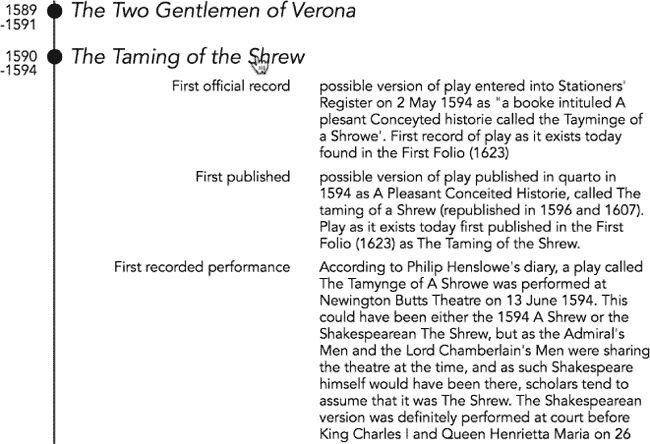 1589
-1591
The Two Gentlemen of Verona
1590
-1594
The Taming of the Shrew
First official record
possible version of play entered into Stationers'
Register on 2 May 1594 as "a booke intituled A
plesant Conceyted historie called the Tayminge of
a Shrowe'. First record of play as it exists today
found in the First Folio (1623)
First published
possible version of play published in quarto in
1594 as A Pleasant Conceited Historie, called The
taming of a Shrew (republished in 1596 and 1607).
Play as it exists today first published in the First
Folio (1623) as The Taming of the Shrew.
First recorded performance
According to Philip Henslowe's diary, a play called
The Tamynge of A Shrowe was performed at
Newington Butts Theatre on 13 June 1594. This
could have been either the 1594 A Shrew or the
Shakespearean The Shrew, but as the Admiral's
Men and the Lord Chamberlain's Men were sharing
the theatre at the time, and as such Shakespeare
himself would have been there, scholars tend to
assume that it was The Shrew. The Shakespearean
version was definitely performed at court before
King Charles I and Queen Henrietta Maria on 26